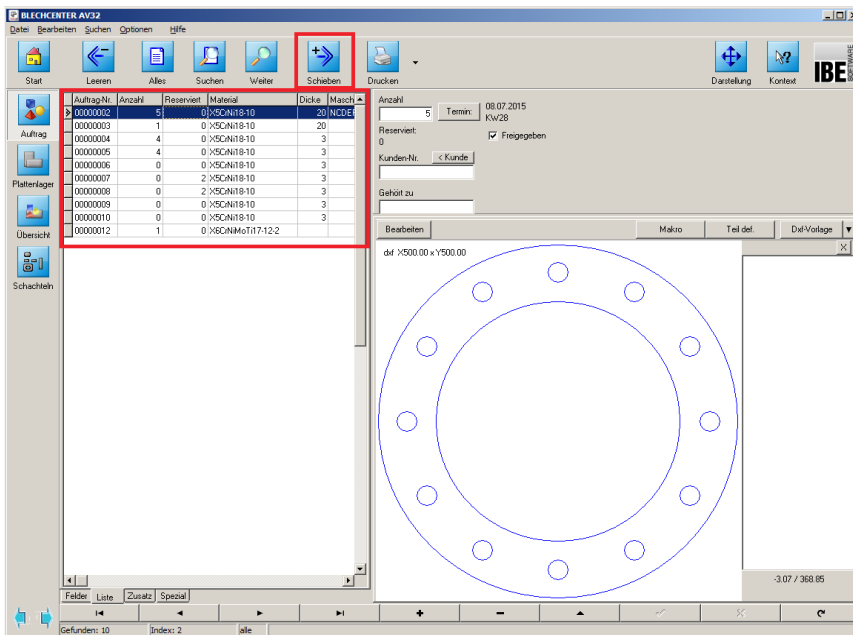 BLECHCENTER AV32
Datei Bearbeiten Suchen Optionen Hilfe
Start Leeren Alles Suchen Weiter Schieben Drucken Darstellung Kontext IBE SOFTWARE
Auftrag
Plattenlager
Übersicht
Schachteln
Auftrag-Nr. Anzahl Reserviert Material Dicke Masch
00000002 5 0 X5CrNi18-10 20 NCDEF
00000003 1 0 X5CrNi18-10 20
00000004 4 0 X5CrNi18-10 3
00000005 4 0 X5CrNi18-10 3
00000006 0 0 X5CrNi18-10 3
00000007 0 2 X5CrNi18-10 3
00000008 0 2 X5CrNi18-10 3
00000009 0 0 X5CrNi18-10 3
00000010 0 0 X5CrNi18-10 3
00000012 1 0 X6CrNiMoTi17-12-2
Felder Liste Zusatz Spezial
Anzahl
5 Termin: 08.07.2015
KW28
Reserviert:
0
Freigegeben
Kunden-Nr. < Kunde
Gehört zu
Bearbeiten Makro Teil def. Dxf-Vorlage
dxf X500.00 x Y500.00
X
-3.07 / 368.85
Gefunden: 10 Index: 2 alle